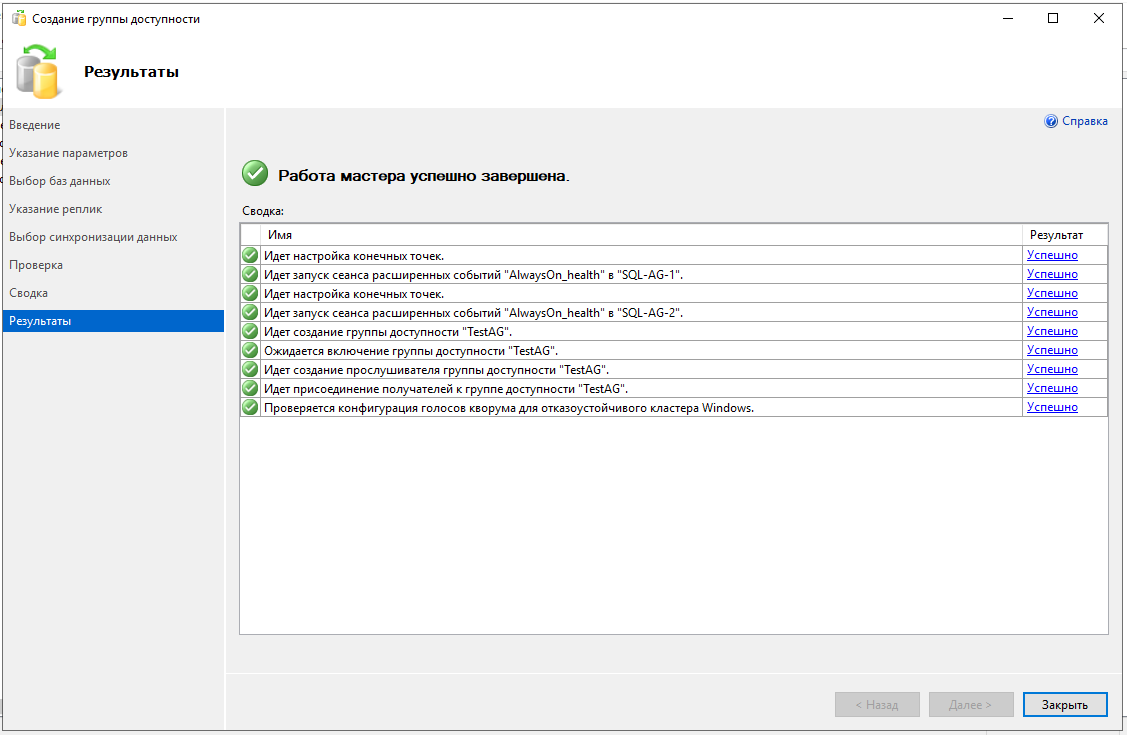 Создание группы доступности
Результаты
Введение
Указание параметров
Выбор баз данных
Указание реплик
Выбор синхронизации данных
Проверка
Сводка
Результаты
Справка
Работа мастера успешно завершена.
Сводка:
Имя Результат
Идет настройка конечных точек. Успешно
Идет запуск сеанса расширенных событий "AlwaysOn_health" в "SQL-AG-1". Успешно
Идет настройка конечных точек. Успешно
Идет запуск сеанса расширенных событий "AlwaysOn_health" в "SQL-AG-2". Успешно
Идет создание группы доступности "TestAG". Успешно
Ожидается включение группы доступности "TestAG". Успешно
Идет создание прослушивателя группы доступности "TestAG". Успешно
Идет присоединение получателей к группе доступности "TestAG". Успешно
Проверяется конфигурация голосов кворума для отказоустойчивого кластера Windows. Успешно
< Назад Далее > Закрыть